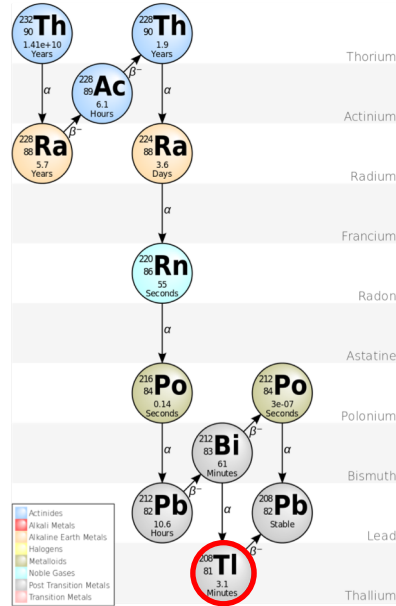 232
90
Th
1.41e+10
Years
228
90
Th
1.9
Years
Thorium
α
β⁻
α
228
89
Ac
6.1
Hours
β⁻
Actinium
228
88
Ra
5.7
Years
224
88
Ra
3.6
Days
Radium
α
Francium
220
86
Rn
55
Seconds
Radon
α
Astatine
216
84
Po
0.14
Seconds
212
84
Po
3e-07
Seconds
Polonium
α
β⁻
α
212
83
Bi
61
Minutes
β⁻
Bismuth
212
82
Pb
10.6
Hours
α
208
82
Pb
Stable
Lead
β⁻
208
81
Tl
3.1
Minutes
Thallium
Actinides
Alkali Metals
Alkaline Earth Metals
Halogens
Metalloids
Noble Gases
Post Transition Metals
Transition Metals